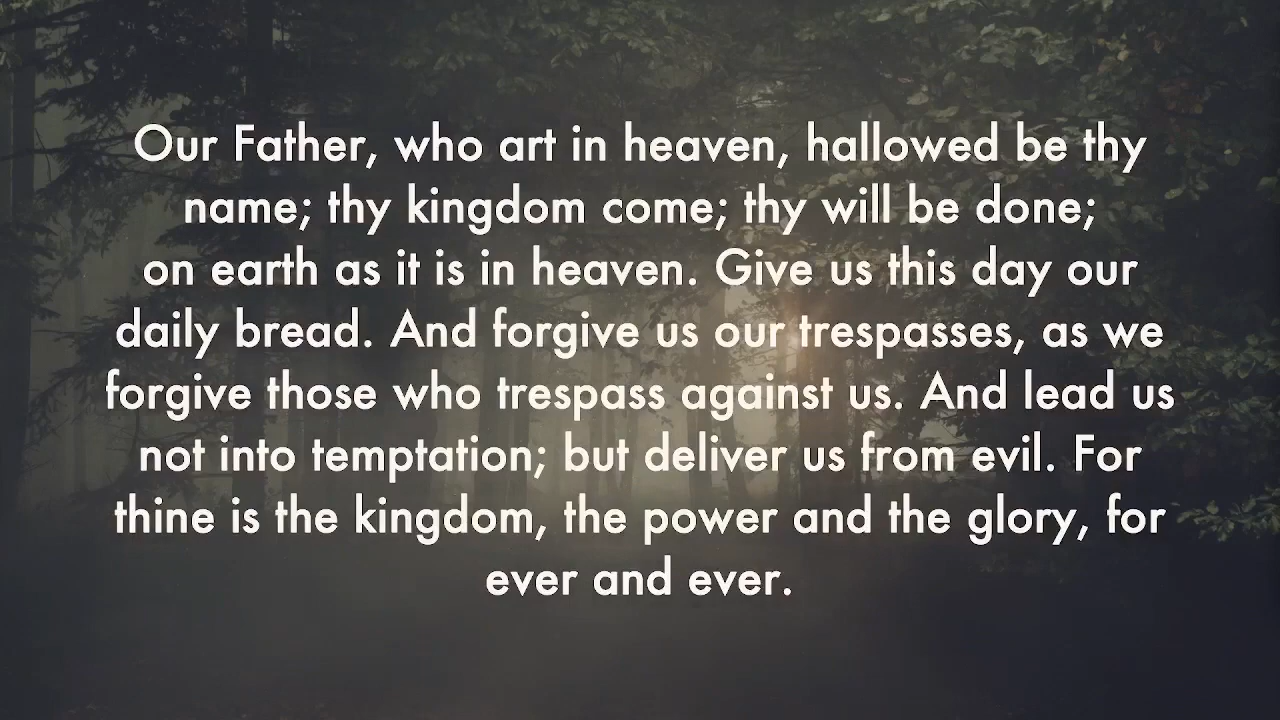 Our Father, who art in heaven, hallowed be thy
name; thy kingdom come; thy will be done;
on earth as it is in heaven. Give us this day our
daily bread. And forgive us our trespasses, as we
forgive those who trespass against us. And lead us
not into temptation; but deliver us from evil. For
thine is the kingdom, the power and the glory, for
ever and ever.